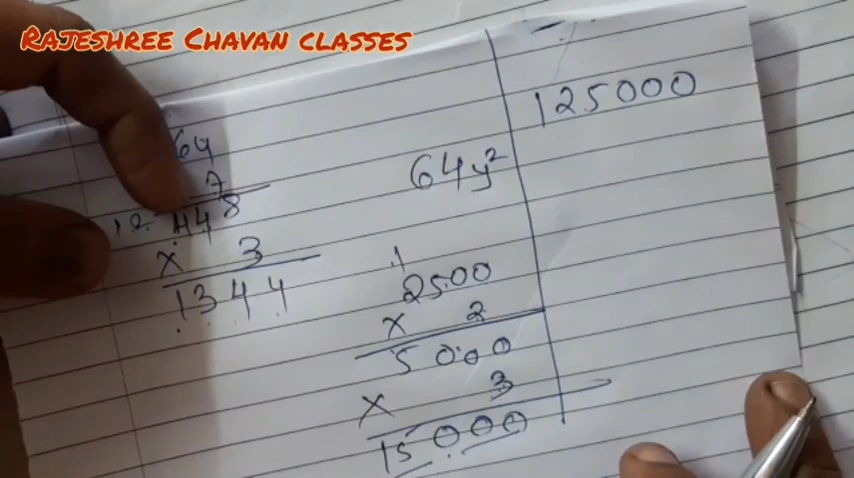 RAJESHREE CHAVAN CLASSES
125000
64
7
12.
448
x 3
1344
64y²
1
2500
x 2
5000
x 3
15000